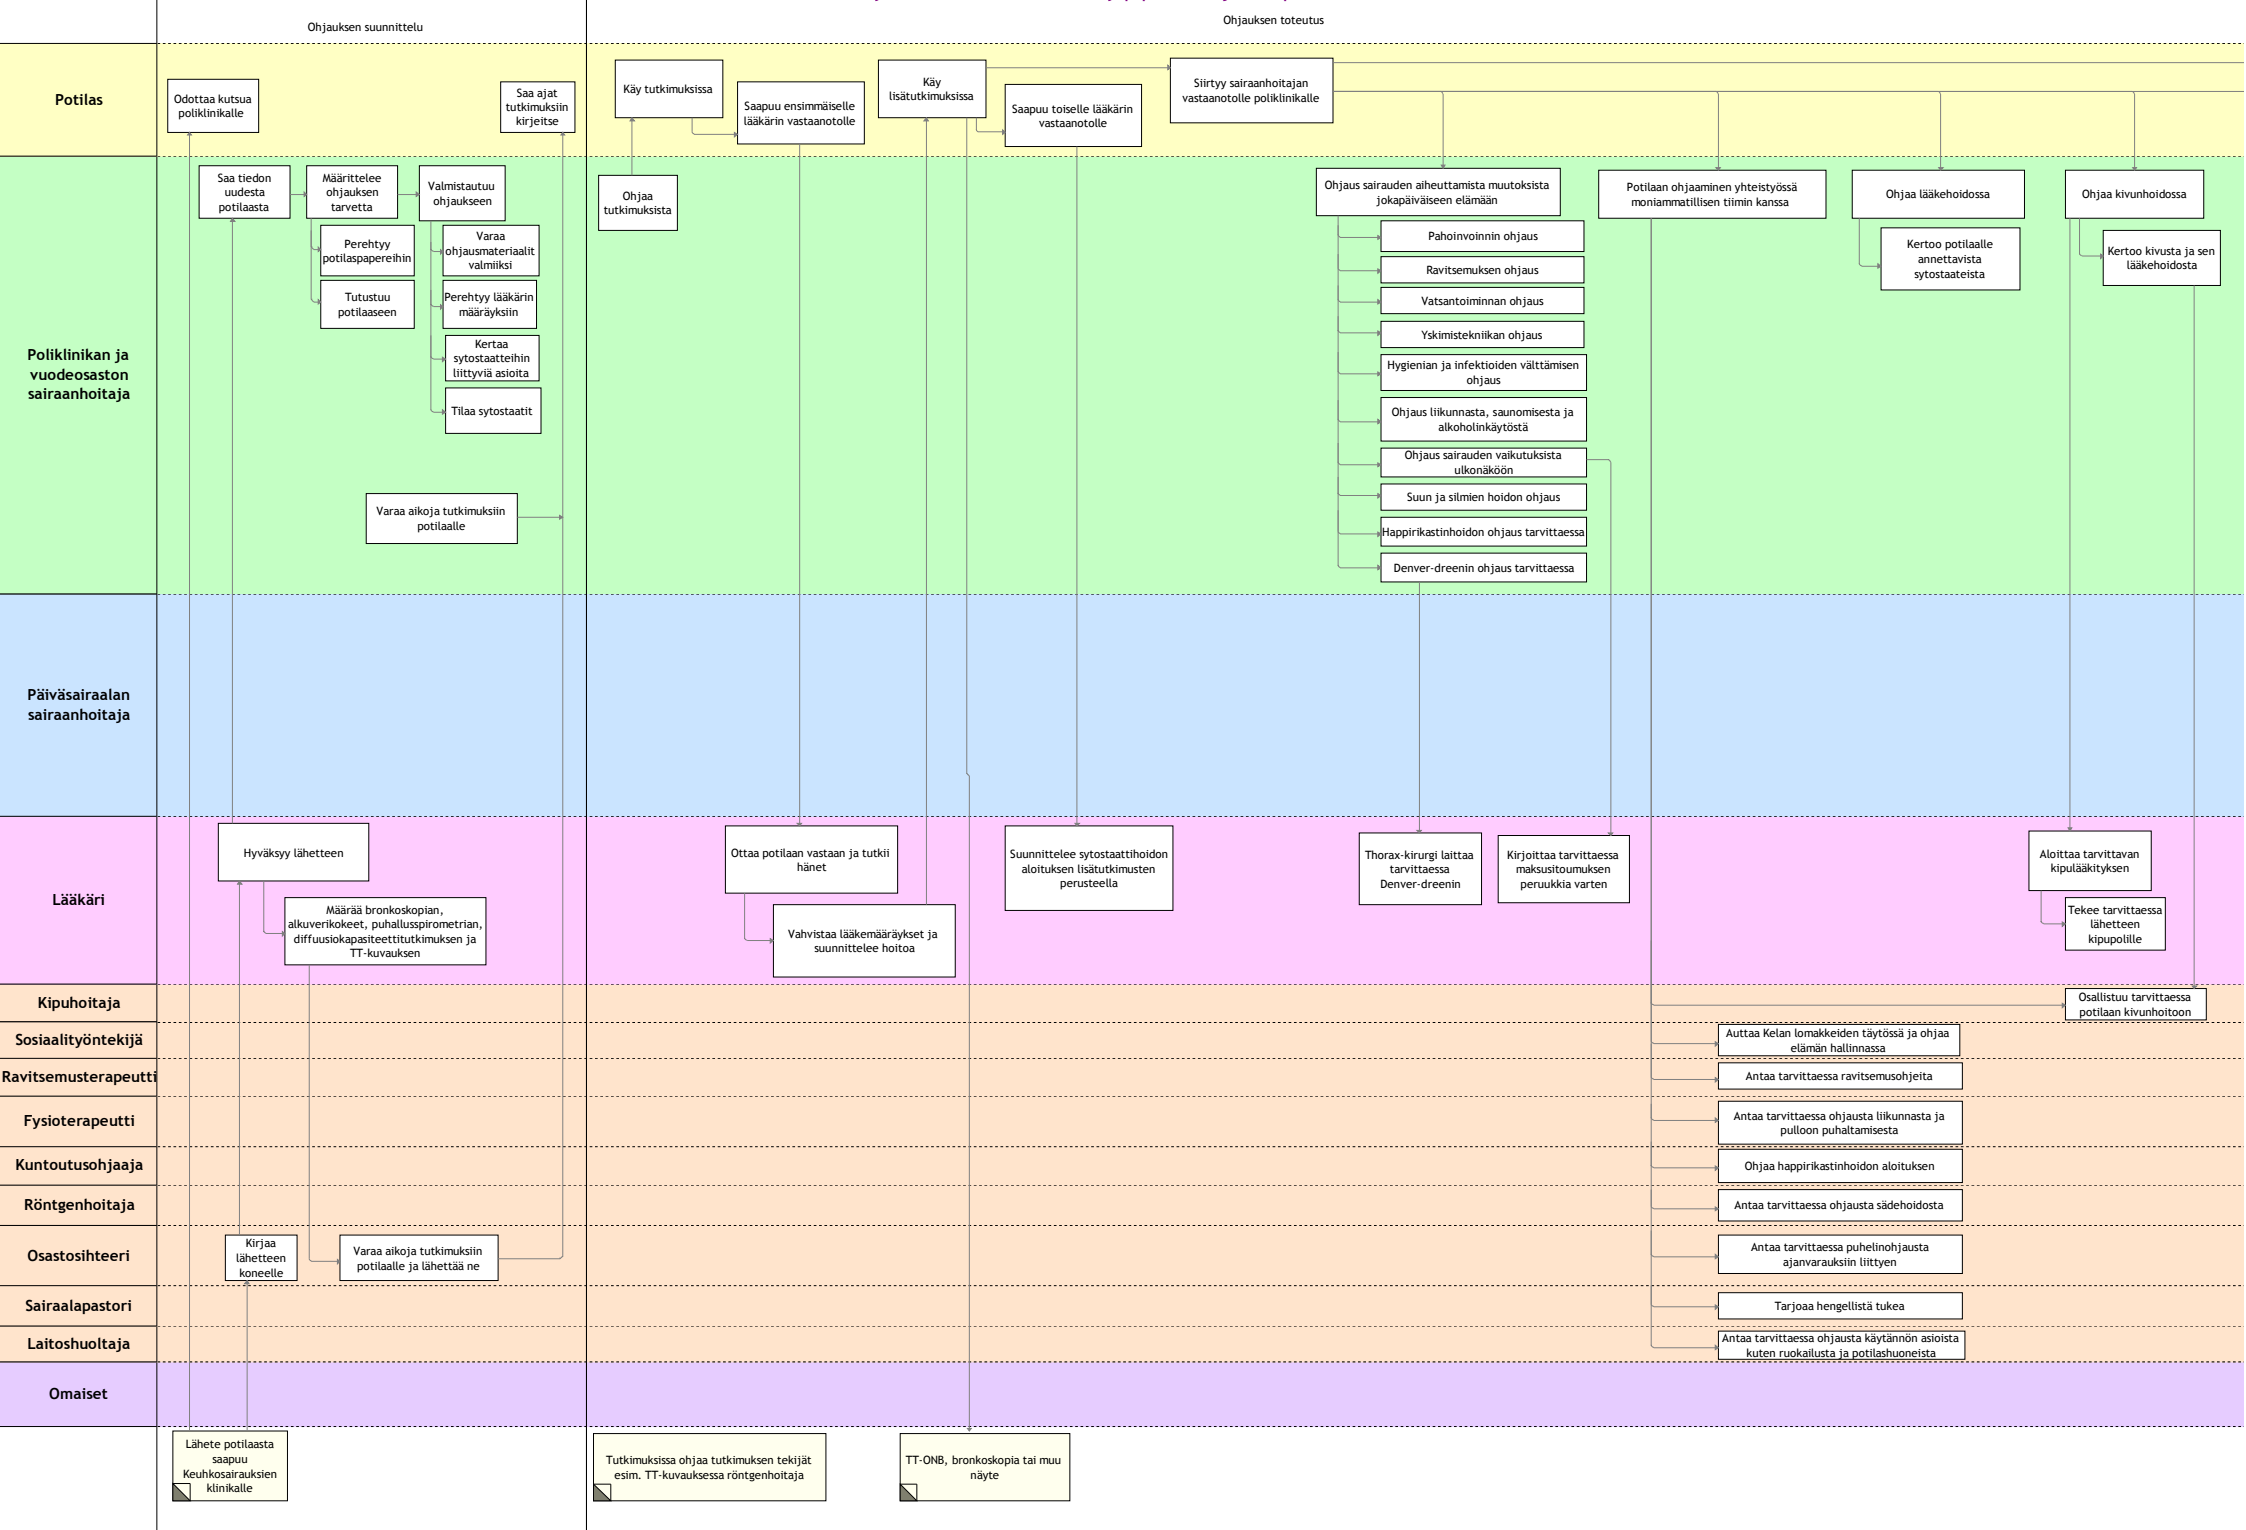 Ohjauksen suunnittelu
Ohjauksen toteutus
Potilas
Odottaa kutsua
poliklinikalle
Saa ajat
tutkimuksiin
kirjeitse
Käy tutkimuksissa
Saapuu ensimmäiselle
lääkärin vastaanotolle
Käy
lisätutkimuksissa
Saapuu toiselle lääkärin
vastaanotolle
Siirtyy sairaanhoitajan
vastaanotolle poliklinikalle
Poliklinikan ja
vuodeosaston
sairaanhoitaja
Saa tiedon
uudesta
potilaasta
Määrittelee
ohjauksen
tarvetta
Valmistautuu
ohjaukseen
Perehtyy
potilaspapereihin
Tutustuu
potilaaseen
Varaa
ohjausmateriaalit
valmiiksi
Perehtyy lääkärin
määräyksiin
Kertaa
sytostaatteihin
liittyviä asioita
Tilaa sytostaatit
Varaa aikoja tutkimuksiin
potilaalle
Ohjaa
tutkimuksista
Ohjaus sairauden aiheuttamista muutoksista
jokapäiväiseen elämään
Pahoinvoinnin ohjaus
Ravitsemuksen ohjaus
Vatsantoiminnan ohjaus
Yskimistekniikan ohjaus
Hygienian ja infektioiden välttämisen
ohjaus
Ohjaus liikunnasta, saunomisesta ja
alkoholinkäytöstä
Ohjaus sairauden vaikutuksista
ulkonäköön
Suun ja silmien hoidon ohjaus
Happirikastinhoidon ohjaus tarvittaessa
Denver-dreenin ohjaus tarvittaessa
Potilaan ohjaaminen yhteistyössä
moniammatillisen tiimin kanssa
Ohjaa lääkehoidossa
Kertoo potilaalle
annettavista
sytostaateista
Ohjaa kivunhoidossa
Kertoo kivusta ja sen
lääkehoidosta
Päiväsairaalan
sairaanhoitaja
Lääkäri
Hyväksyy lähetteen
Määrää bronkoskopian,
alkuverikokeet, puhallusspirometrian,
diffuusiokapasiteettitutkimuksen ja
TT-kuvauksen
Ottaa potilaan vastaan ja tutkii
hänet
Vahvistaa lääkemääräykset ja
suunnittelee hoitoa
Suunnittelee sytostaattihoidon
aloituksen lisätutkimusten
perusteella
Thorax-kirurgi laittaa
tarvittaessa
Denver-dreenin
Kirjoittaa tarvittaessa
maksusitoumuksen
peruukkia varten
Aloittaa tarvittavan
kipulääkityksen
Tekee tarvittaessa
lähetteen
kipupolille
Kipuhoitaja
Osallistuu tarvittaessa
potilaan kivunhoitoon
Sosiaalityöntekijä
Auttaa Kelan lomakkeiden täytössä ja ohjaa
elämän hallinnassa
Ravitsemusterapeutti
Antaa tarvittaessa ravitsemusohjeita
Fysioterapeutti
Antaa tarvittaessa ohjausta liikunnasta ja
pulloon puhaltamisesta
Kuntoutusohjaaja
Ohjaa happirikastinhoidon aloituksen
Röntgenhoitaja
Antaa tarvittaessa ohjausta sädehoidosta
Osastosihteeri
Kirjaa
lähetteen
koneelle
Varaa aikoja tutkimuksiin
potilaalle ja lähettää ne
Antaa tarvittaessa puhelinohjausta
ajanvarauksiin liittyen
Sairaalapastori
Tarjoaa hengellistä tukea
Laitoshuoltaja
Antaa tarvittaessa ohjausta käytännön asioista
kuten ruokailusta ja potilashuoneista
Omaiset
Lähete potilaasta
saapuu
Keuhkosairauksien
klinikalle
Tutkimuksissa ohjaa tutkimuksen tekijät
esim. TT-kuvauksessa röntgenhoitaja
TT-ONB, bronkoskopia tai muu
näyte